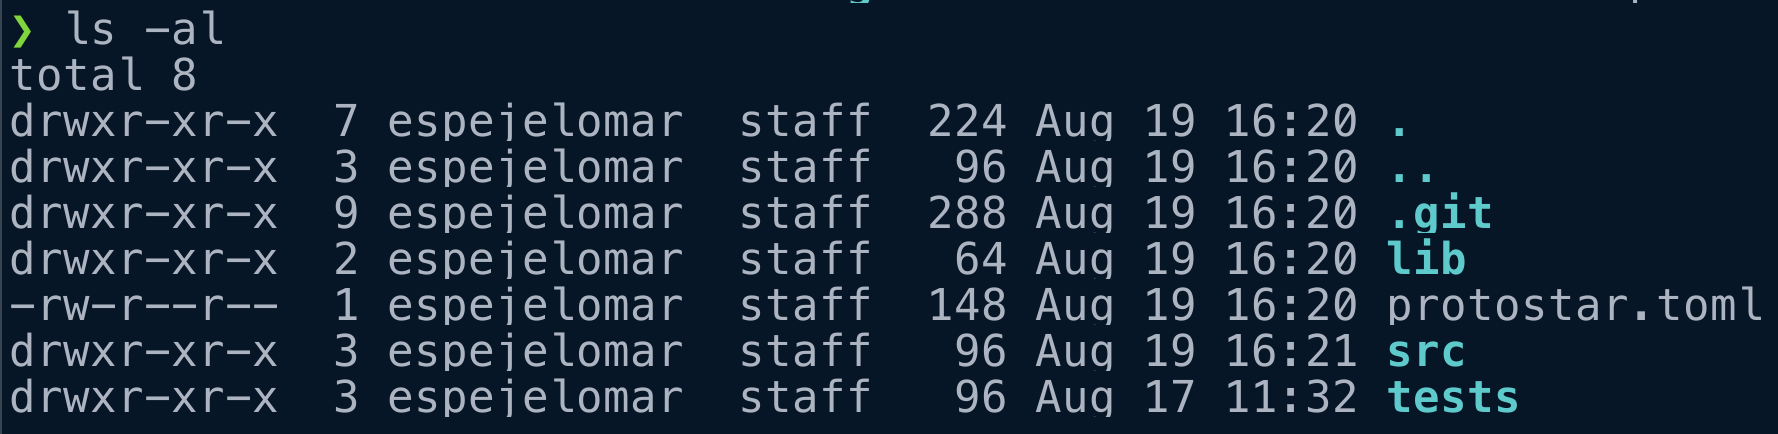 ❯ ls -al
total 8
drwxr-xr-x  7 espejelomar  staff  224 Aug 19 16:20 .
drwxr-xr-x  3 espejelomar  staff   96 Aug 19 16:20 ..
drwxr-xr-x  9 espejelomar  staff  288 Aug 19 16:20 .git
drwxr-xr-x  2 espejelomar  staff   64 Aug 19 16:20 lib
-rw-r--r--  1 espejelomar  staff  148 Aug 19 16:20 protostar.toml
drwxr-xr-x  3 espejelomar  staff   96 Aug 19 16:21 src
drwxr-xr-x  3 espejelomar  staff   96 Aug 17 11:32 tests